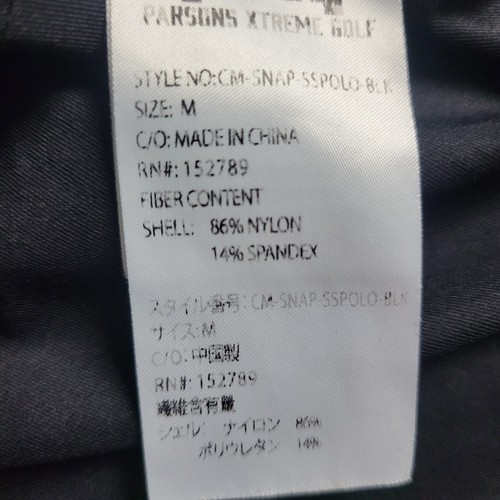 PARSONS XTREME GOLF
STYLE NO: CM-SNAP-SSPOLO-BLK
SIZE: M
C/O: MADE IN CHINA
RN#: 152789
FIBER CONTENT
SHELL: 86% NYLON
14% SPANDEX
スタイル番号: CM-SNAP-SSPOLO-BLK
サイズ: M
C/O: 中国製
RN#: 152789
繊維含有量
シェル: ナイロン 86%
ポリウレタン 14%